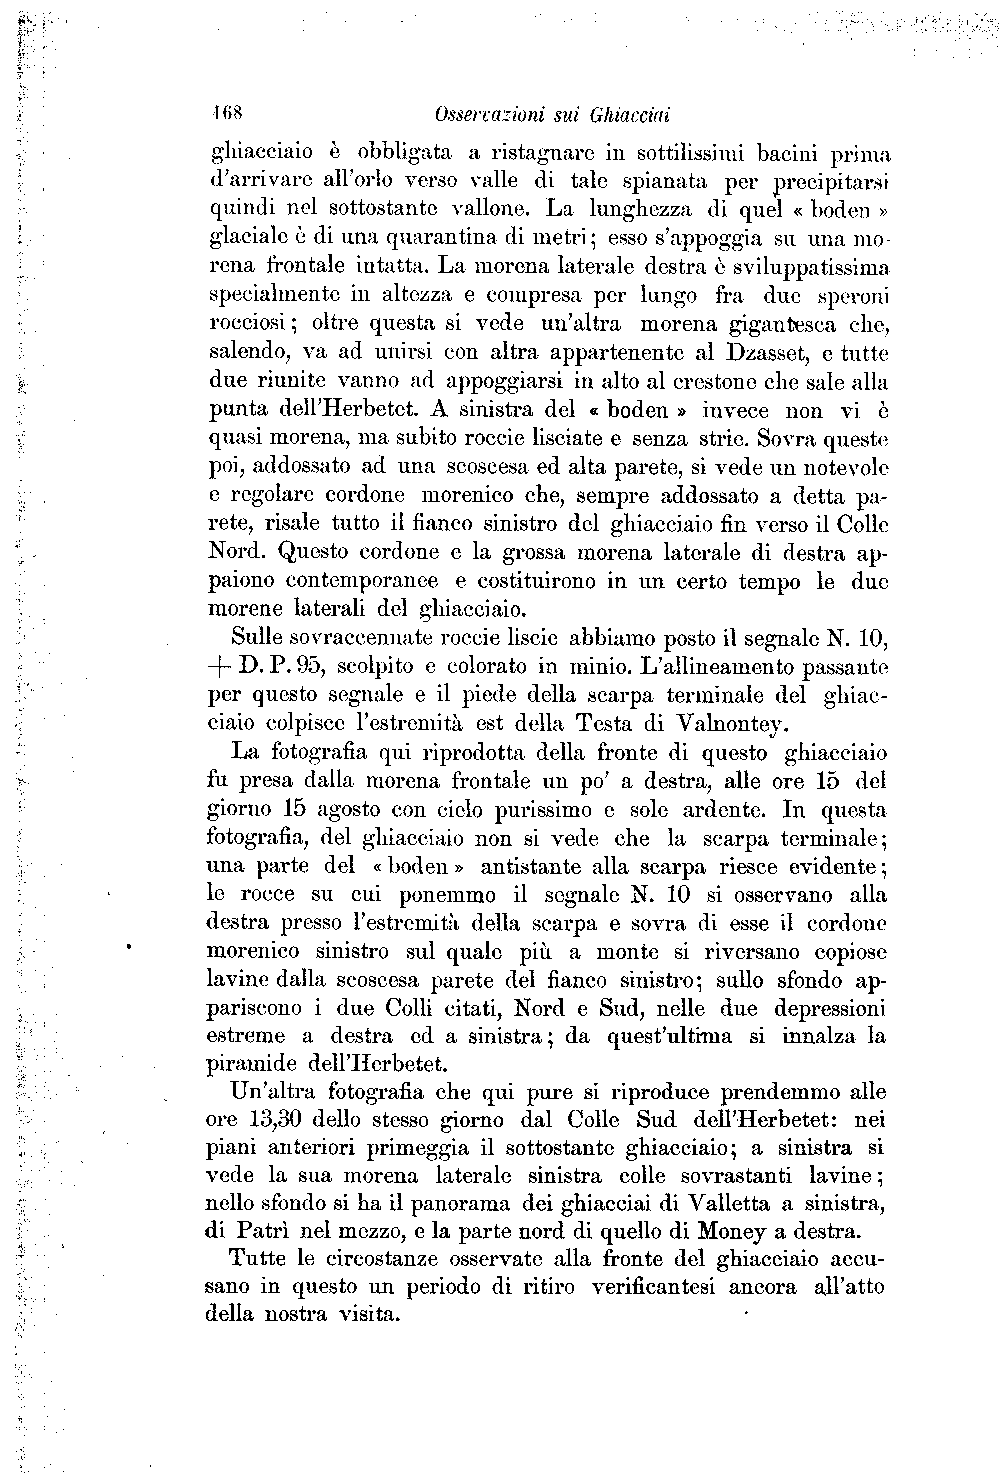 168 Osservazioni sui Ghiacciai
ghiacciaio è obbligata a ristagnare in sottilissimi bacini prima
d'arrivare all'orlo verso valle di tale spianata per precipitarsi
quindi nel sottostante vallone. La lunghezza di quel « boden »
glaciale è di una quarantina di metri; esso s'appoggia su una mo-
rena frontale intatta. La morena laterale destra è sviluppatissima
specialmente in altezza e compresa per lungo fra due speroni
rocciosi; oltre questa si vede un'altra morena gigantesca che,
salendo, va ad unirsi con altra appartenente al Dzasset, e tutte
due riunite vanno ad appoggiarsi in alto al crestone che sale alla
punta dell'Herbetet. A sinistra del « boden » invece non vi è
quasi morena, ma subito roccie lisciate e senza strie. Sovra queste
poi, addossato ad una scoscesa ed alta parete, si vede un notevole
e regolare cordone morenico che, sempre addossato a detta pa-
rete, risale tutto il fianco sinistro del ghiacciaio fin verso il Colle
Nord. Questo cordone e la grossa morena laterale di destra ap-
paiono contemporanee e costituirono in un certo tempo le due
morene laterali del ghiacciaio.
Sulle sovraccennate roccie liscie abbiamo posto il segnale N. 10,
+ D. P. 95, scolpito e colorato in minio. L'allineamento passante
per questo segnale e il piede della scarpa terminale del ghiac-
ciaio colpisce l'estremità est della Testa di Valnontey.
La fotografia qui riprodotta della fronte di questo ghiacciaio
fu presa dalla morena frontale un po' a destra, alle ore 15 del
giorno 15 agosto con cielo purissimo e sole ardente. In questa
fotografia, del ghiacciaio non si vede che la scarpa terminale;
una parte del « boden » antistante alla scarpa riesce evidente;
le rocce su cui ponemmo il segnale N. 10 si osservano alla
destra presso l'estremità della scarpa e sovra di esse il cordone
morenico sinistro sul quale più a monte si riversano copiose
lavine dalla scoscesa parete del fianco sinistro; sullo sfondo ap-
pariscono i due Colli citati, Nord e Sud, nelle due depressioni
estreme a destra ed a sinistra; da quest'ultima si innalza la
piramide dell'Herbetet.
Un'altra fotografia che qui pure si riproduce prendemmo alle
ore 13,30 dello stesso giorno dal Colle Sud dell'Herbetet: nei
piani anteriori primeggia il sottostante ghiacciaio; a sinistra si
vede la sua morena laterale sinistra colle sovrastanti lavine;
nello sfondo si ha il panorama dei ghiacciai di Valletta a sinistra,
di Patrì nel mezzo, e la parte nord di quello di Money a destra.
Tutte le circostanze osservate alla fronte del ghiacciaio accu-
sano in questo un periodo di ritiro verificantesi ancora all'atto
della nostra visita.